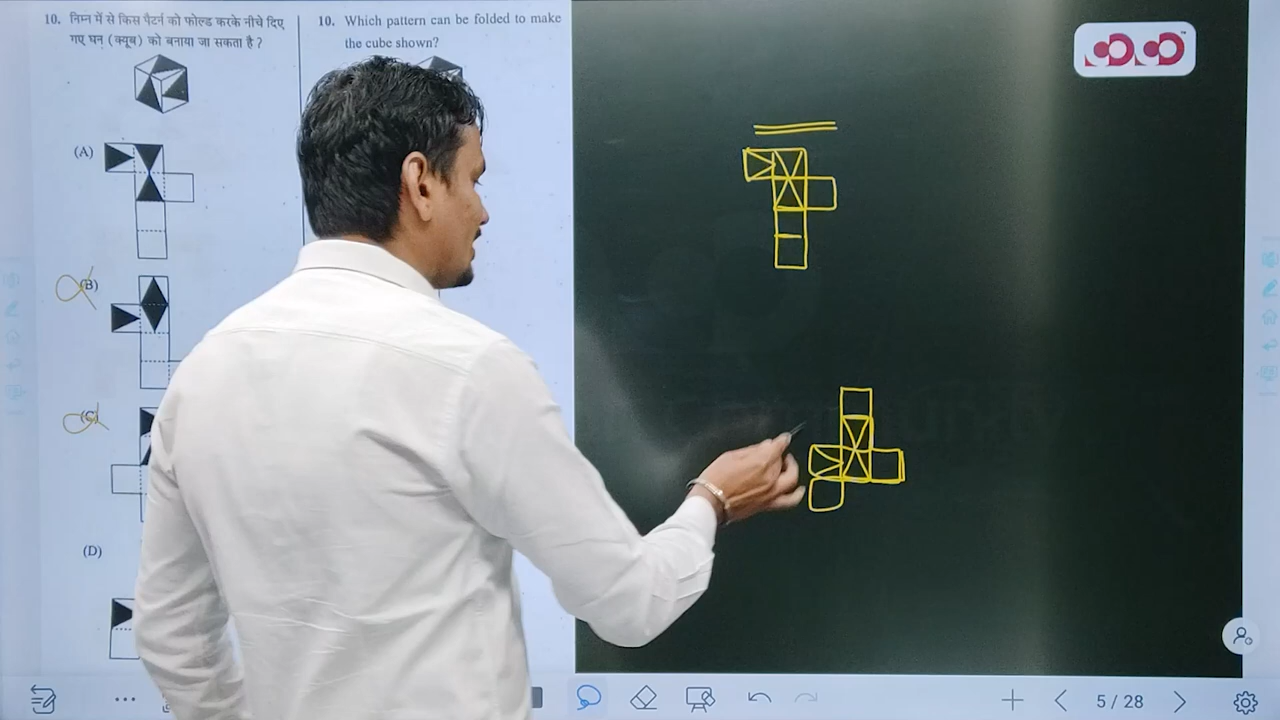 10. निम्न में से किस पैटर्न को फोल्ड करके नीचे दिए
गए घन (क्यूब) को बनाया जा सकता है ?
10. Which pattern can be folded to make
the cube shown?
(A)
(B)
(C)
(D)
5 / 28